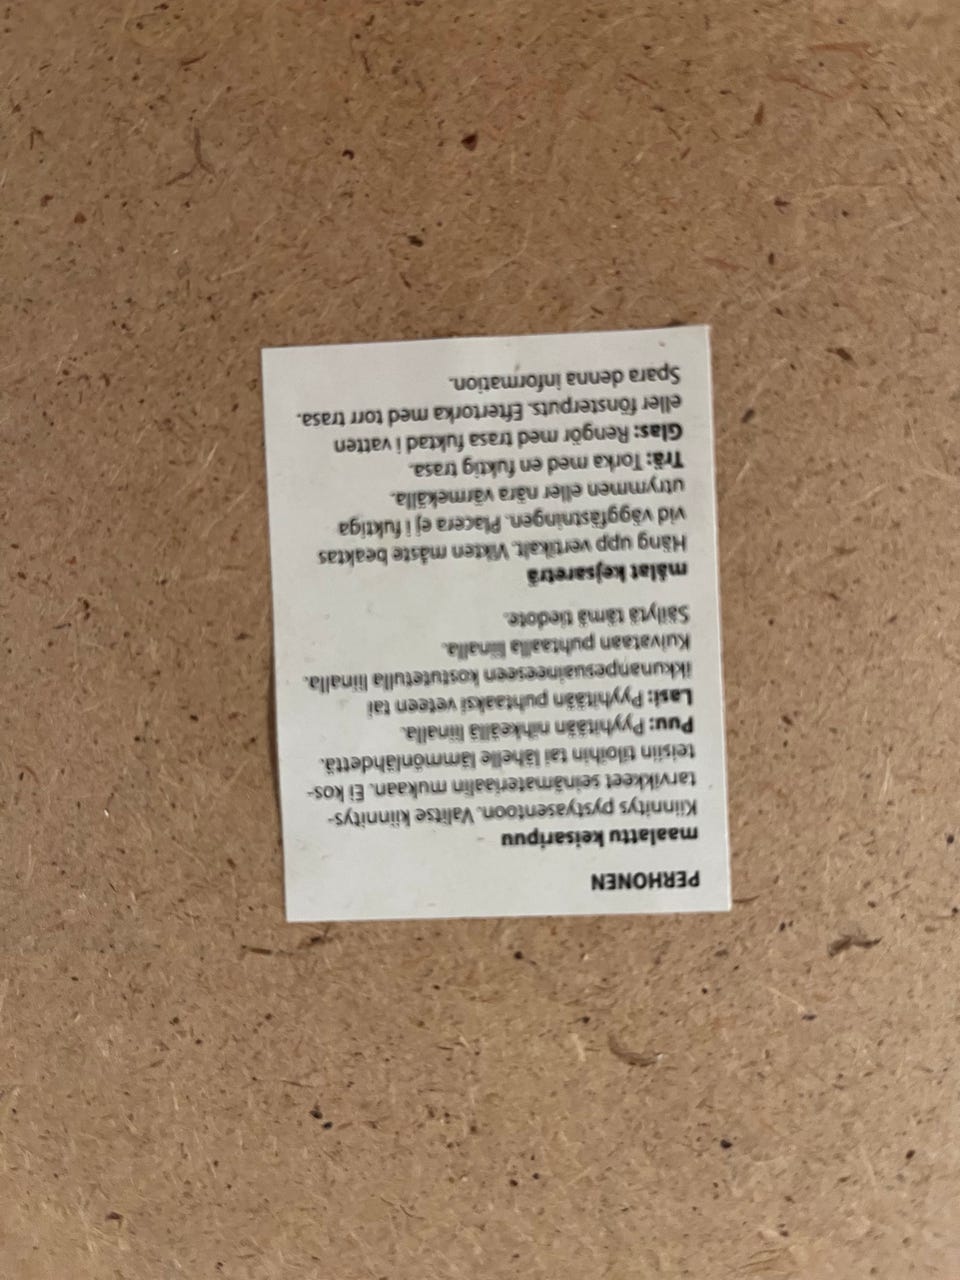 PERHONEN
maalattu keisaripuu
Kiinnitys pystyasentoon. Valitse kiinnitys-
tarvikkeet seinämateriaalin mukaan. Ei kos-
teisiin tiloihin tai lähelle lämmönlähdettä.
Puu: Pyyhitään nihkeällä liinalla.
Lasi: Pyyhitään puhtaaksi veteen tai
ikkunanpesuaineeseen kostutetulla liinalla.
Kuivataan puhtaalla liinalla.
Säilytä tämä tiedote.
målat kejsareträ
Häng upp vertikalt. Vikten måste beaktas
vid väggfästningen. Placera ej i fuktiga
utrymmen eller nära värmekälla.
Trä: Torka med en fuktig trasa.
Glas: Rengör med trasa fuktad i vatten
eller fönsterputs. Eftertorka med torr trasa.
Spara denna information.